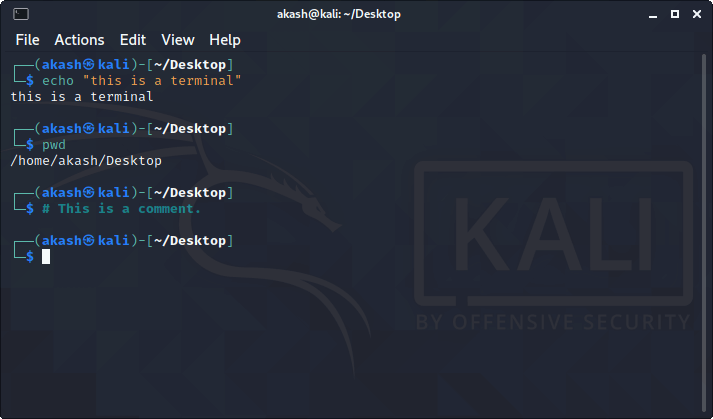 akash@kali: ~/Desktop
File Actions Edit View Help
┌──(akash㉿kali)-[~/Desktop]
└─$ echo "this is a terminal"
this is a terminal
┌──(akash㉿kali)-[~/Desktop]
└─$ pwd
/home/akash/Desktop
┌──(akash㉿kali)-[~/Desktop]
└─$ # This is a comment.
┌──(akash㉿kali)-[~/Desktop]
└─$
KALI
BY OFFENSIVE SECURITY